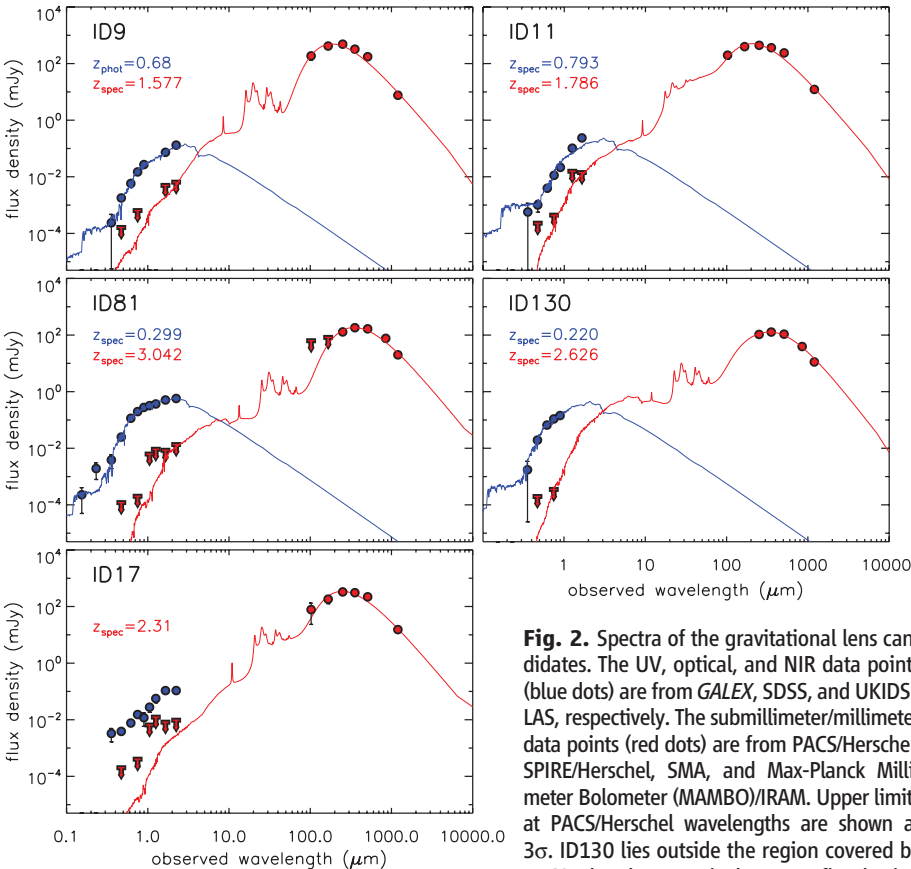 ID9
z_phot=0.68
z_spec=1.577
10⁴
10²
10⁰
10⁻²
10⁻⁴
flux density (mJy)
ID11
z_spec=0.793
z_spec=1.786
ID81
z_spec=0.299
z_spec=3.042
10⁴
10²
10⁰
10⁻²
10⁻⁴
flux density (mJy)
ID130
z_spec=0.220
z_spec=2.626
1 10 100 1000 10000
observed wavelength (μm)
ID17
z_spec=2.31
10⁴
10²
10⁰
10⁻²
10⁻⁴
flux density (mJy)
0.1 1.0 10.0 100.0 1000.0 10000.0
observed wavelength (μm)
Fig. 2. Spectra of the gravitational lens can
didates. The UV, optical, and NIR data point
(blue dots) are from GALEX, SDSS, and UKIDS
LAS, respectively. The submillimeter/millimete
data points (red dots) are from PACS/Hersche
SPIRE/Herschel, SMA, and Max-Planck Milli
meter Bolometer (MAMBO)/IRAM. Upper limit
at PACS/Herschel wavelengths are shown a
3σ. ID130 lies outside the region covered b